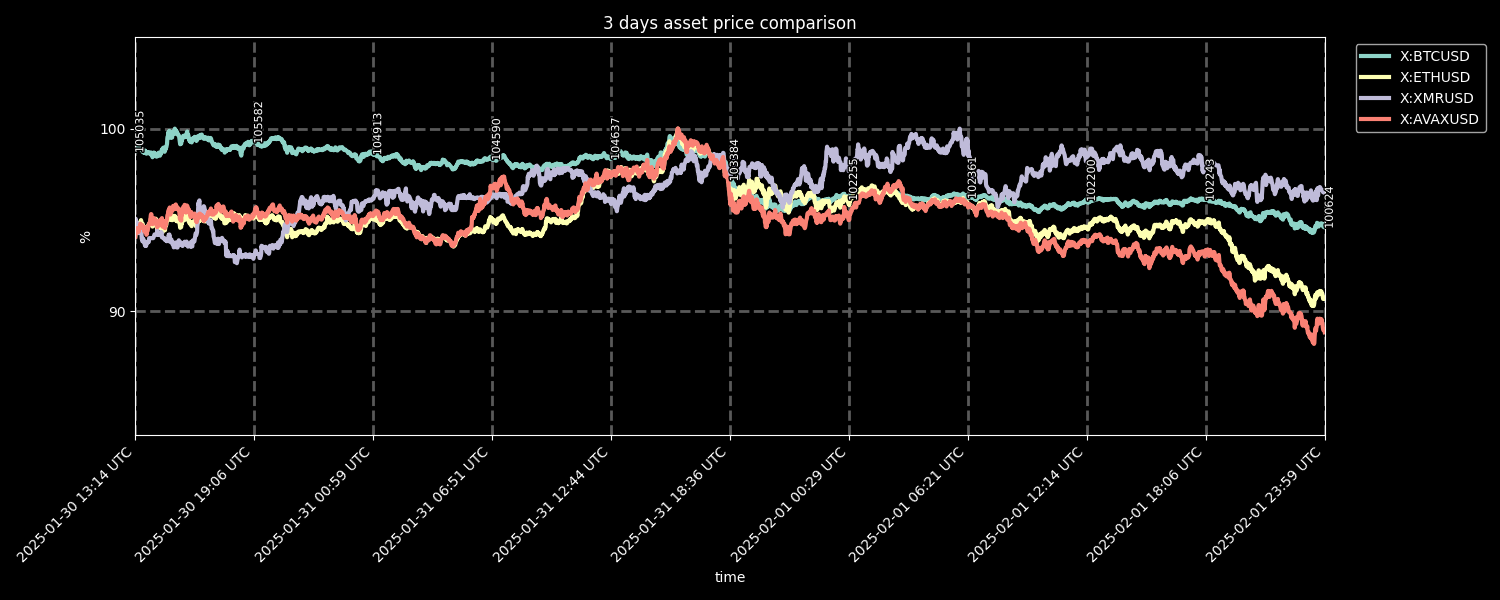 3 days asset price comparison
X:BTCUSD
X:ETHUSD
X:XMRUSD
X:AVAXUSD
100
90
%
105035
105582
104913
104590
104637
103384
102255
102361
102200
102243
100624
2025-01-30 13:14 UTC
2025-01-30 19:06 UTC
2025-01-31 00:59 UTC
2025-01-31 06:51 UTC
2025-01-31 12:44 UTC
2025-01-31 18:36 UTC
2025-02-01 00:29 UTC
2025-02-01 06:21 UTC
2025-02-01 12:14 UTC
2025-02-01 18:06 UTC
2025-02-01 23:59 UTC
time